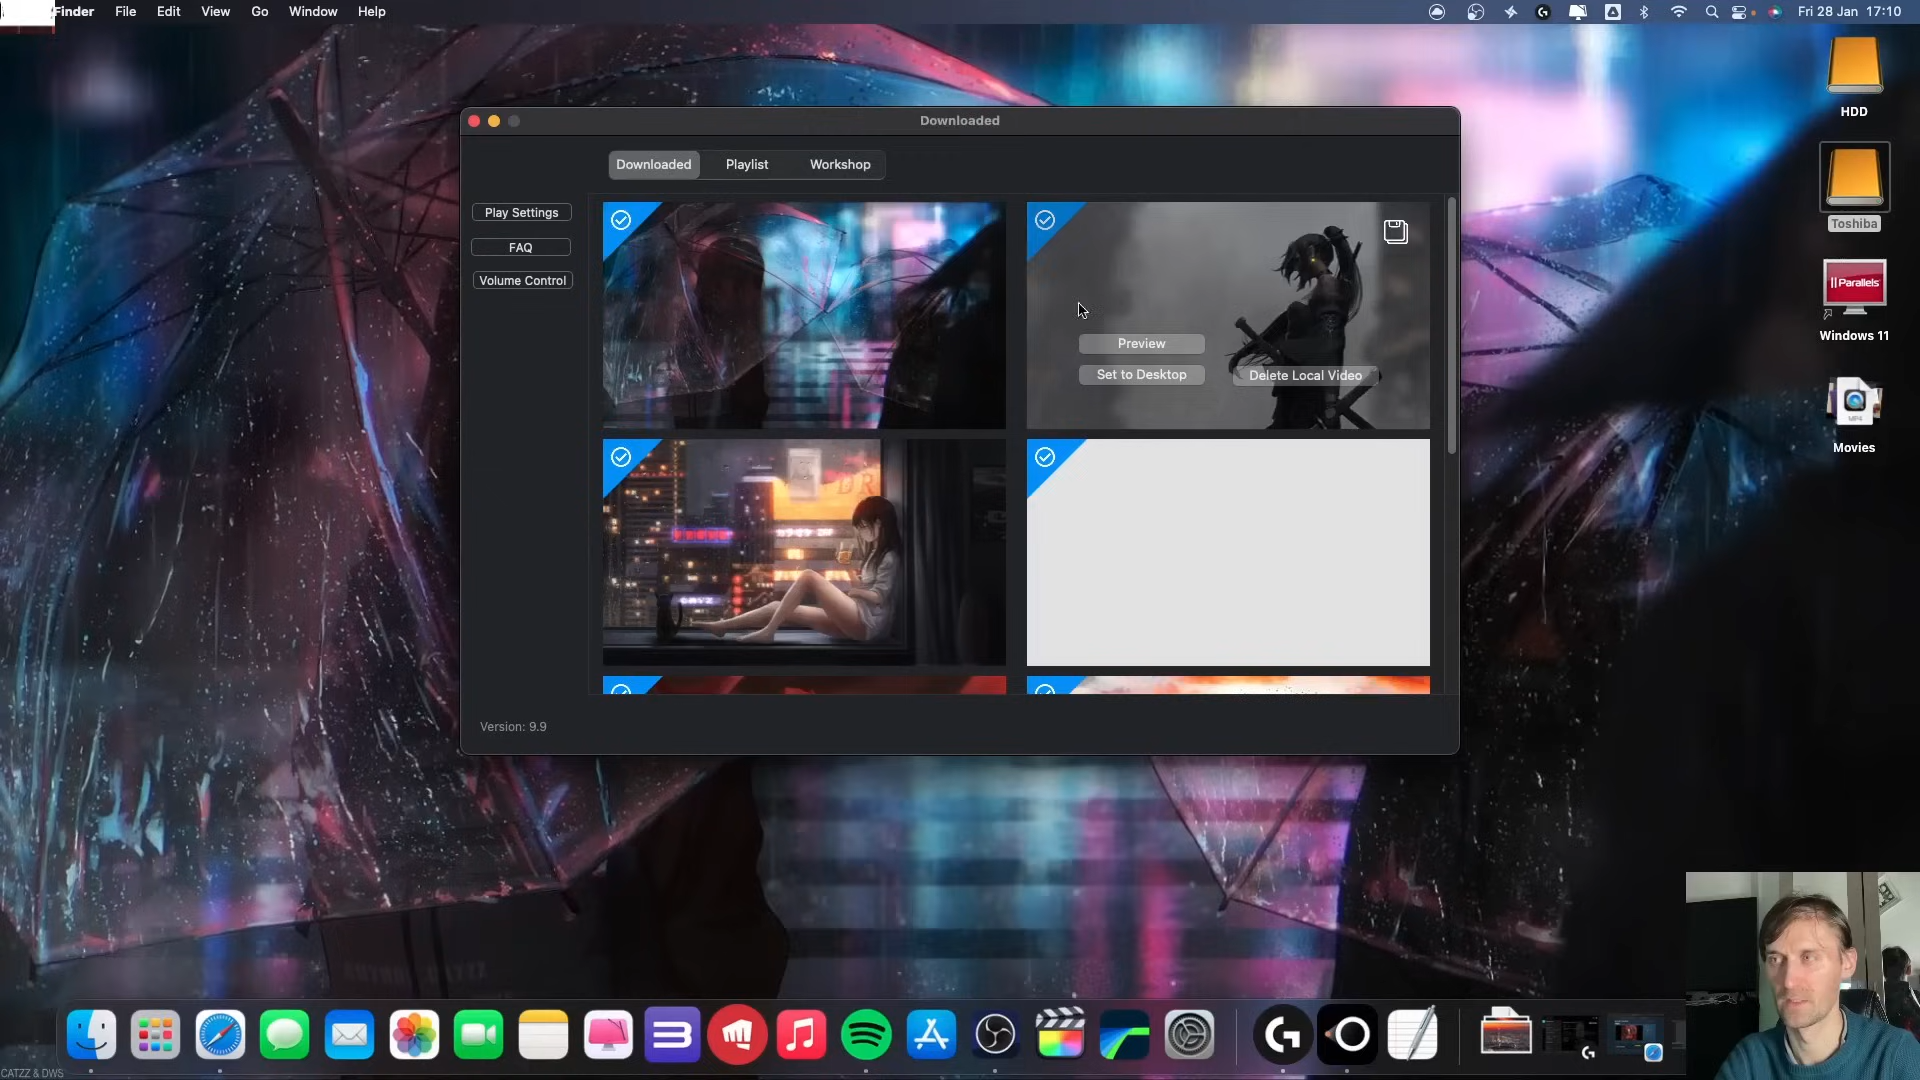 Finder File Edit View Go Window Help
Fri 28 Jan 17:10
Downloaded
Downloaded Playlist Workshop
Play Settings
FAQ
Volume Control
Preview
Set to Desktop
Delete Local Video
Version: 9.9
HDD
Toshiba
Parallels
Windows 11
MP4
Movies
CATZZ & DWS